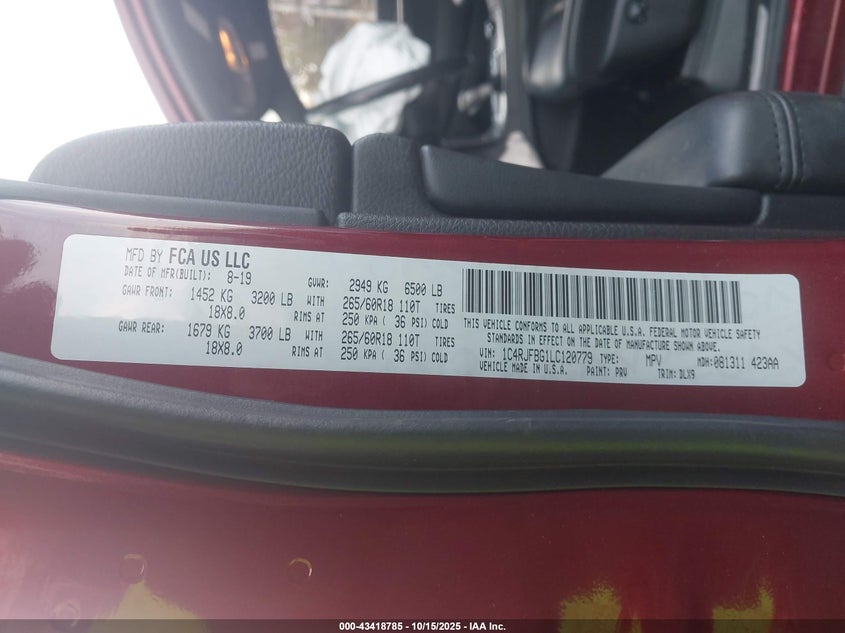 MFD BY FCA US LLC
DATE OF MFR(BUILT): 8-19 GVWR: 2949 KG 6500 LB
GAWR FRONT: 1452 KG 3200 LB WITH 265/60R18 110T TIRES
18X8.0 RIMS AT 250 KPA ( 36 PSI) COLD
GAWR REAR: 1679 KG 3700 LB WITH 265/60R18 110T TIRES
18X8.0 RIMS AT 250 KPA ( 36 PSI) COLD
THIS VEHICLE CONFORMS TO ALL APPLICABLE U.S.A. FEDERAL MOTOR VEHICLE SAFETY
STANDARDS IN EFFECT ON THE DATE OF MANUFACTURE SHOWN ABOVE.
VIN: 1C4RJFBG1LC120779 TYPE: MPV MDH:081311 423AA
VEHICLE MADE IN U.S.A. PAINT: PRV TRIM: DLX9
000-43418785 - 10/15/2025 - IAA Inc.